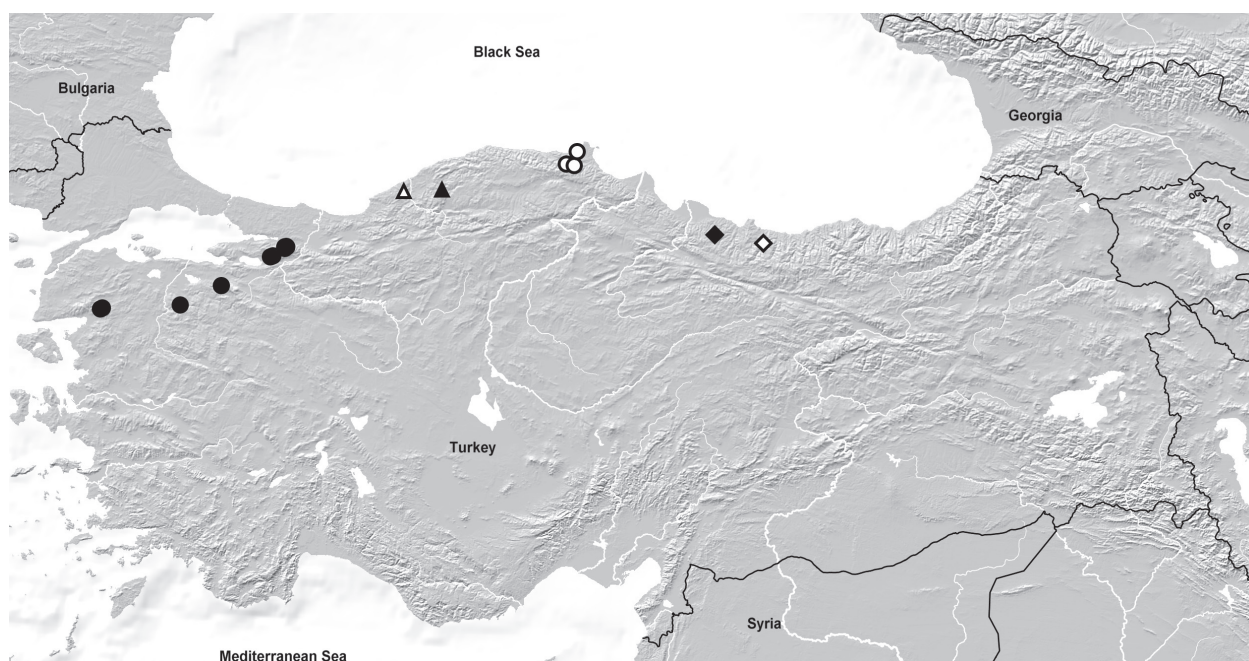 Black Sea
Bulgaria
Georgia
Turkey
Syria
Mediterranean Sea